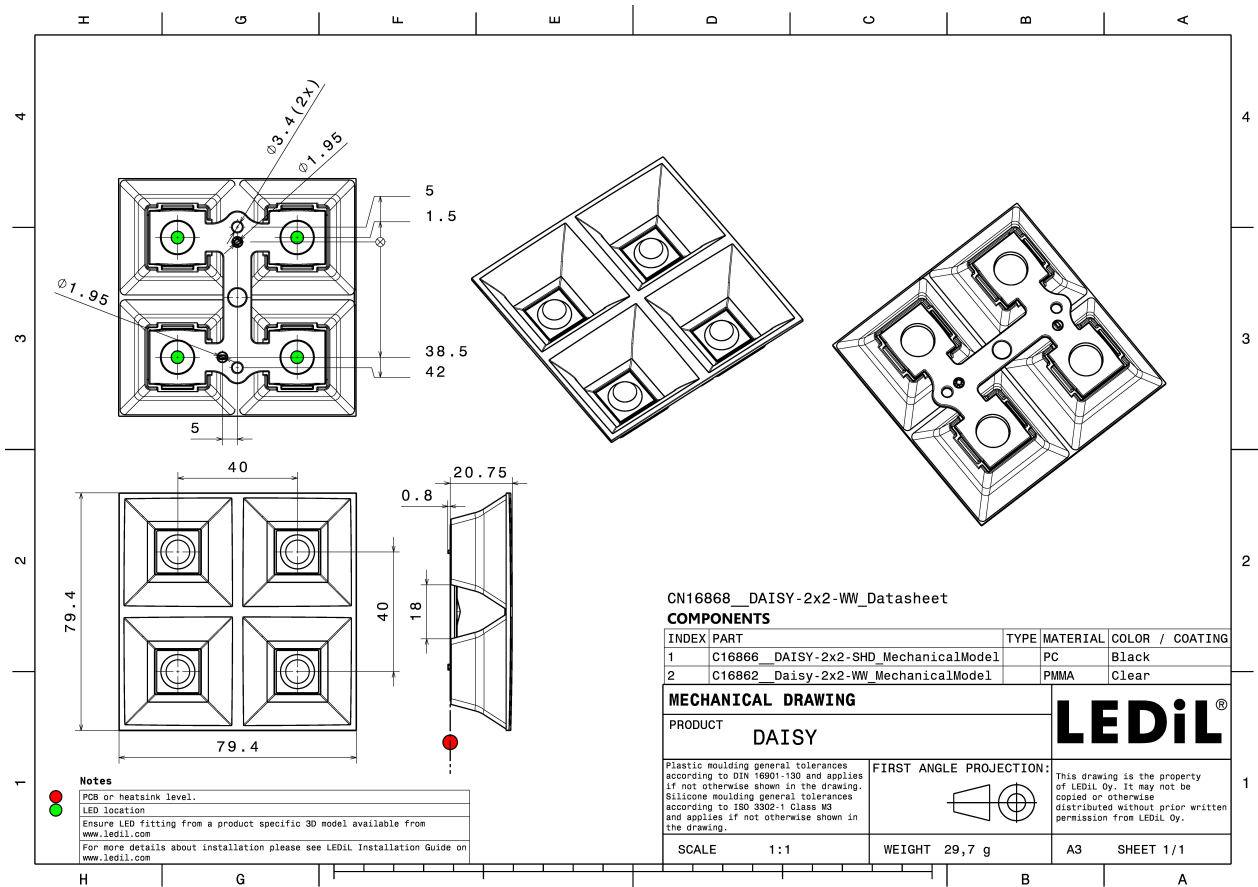 H G F E D C B A
4
4
⌀3.4(2x)
⌀1.95
5
1.5
⌀1.95
3
3
38.5
42
5
40
20.75
0.8
2
2
79.4
40
18
79.4
CN16868__DAISY-2x2-WW_Datasheet
COMPONENTS
INDEX PART TYPE MATERIAL COLOR / COATING
1 C16866__DAISY-2x2-SHD_MechanicalModel PC Black
2 C16862__Daisy-2x2-WW_MechanicalModel PMMA Clear
MECHANICAL DRAWING
PRODUCT
DAISY
LEDiL®
Plastic moulding general tolerances
according to DIN 16901-130 and applies
if not otherwise shown in the drawing.
Silicone moulding general tolerances
according to ISO 3302-1 Class M3
and applies if not otherwise shown in
the drawing.
FIRST ANGLE PROJECTION:
This drawing is the property
of LEDiL Oy. It may not be
copied or otherwise
distributed without prior written
permission from LEDiL Oy.
1
1
SCALE 1:1
WEIGHT 29,7 g
A3 SHEET 1/1
Notes
PCB or heatsink level.
LED location
Ensure LED fitting from a product specific 3D model available from
www.ledil.com
For more details about installation please see LEDiL Installation Guide on
www.ledil.com
H G B A